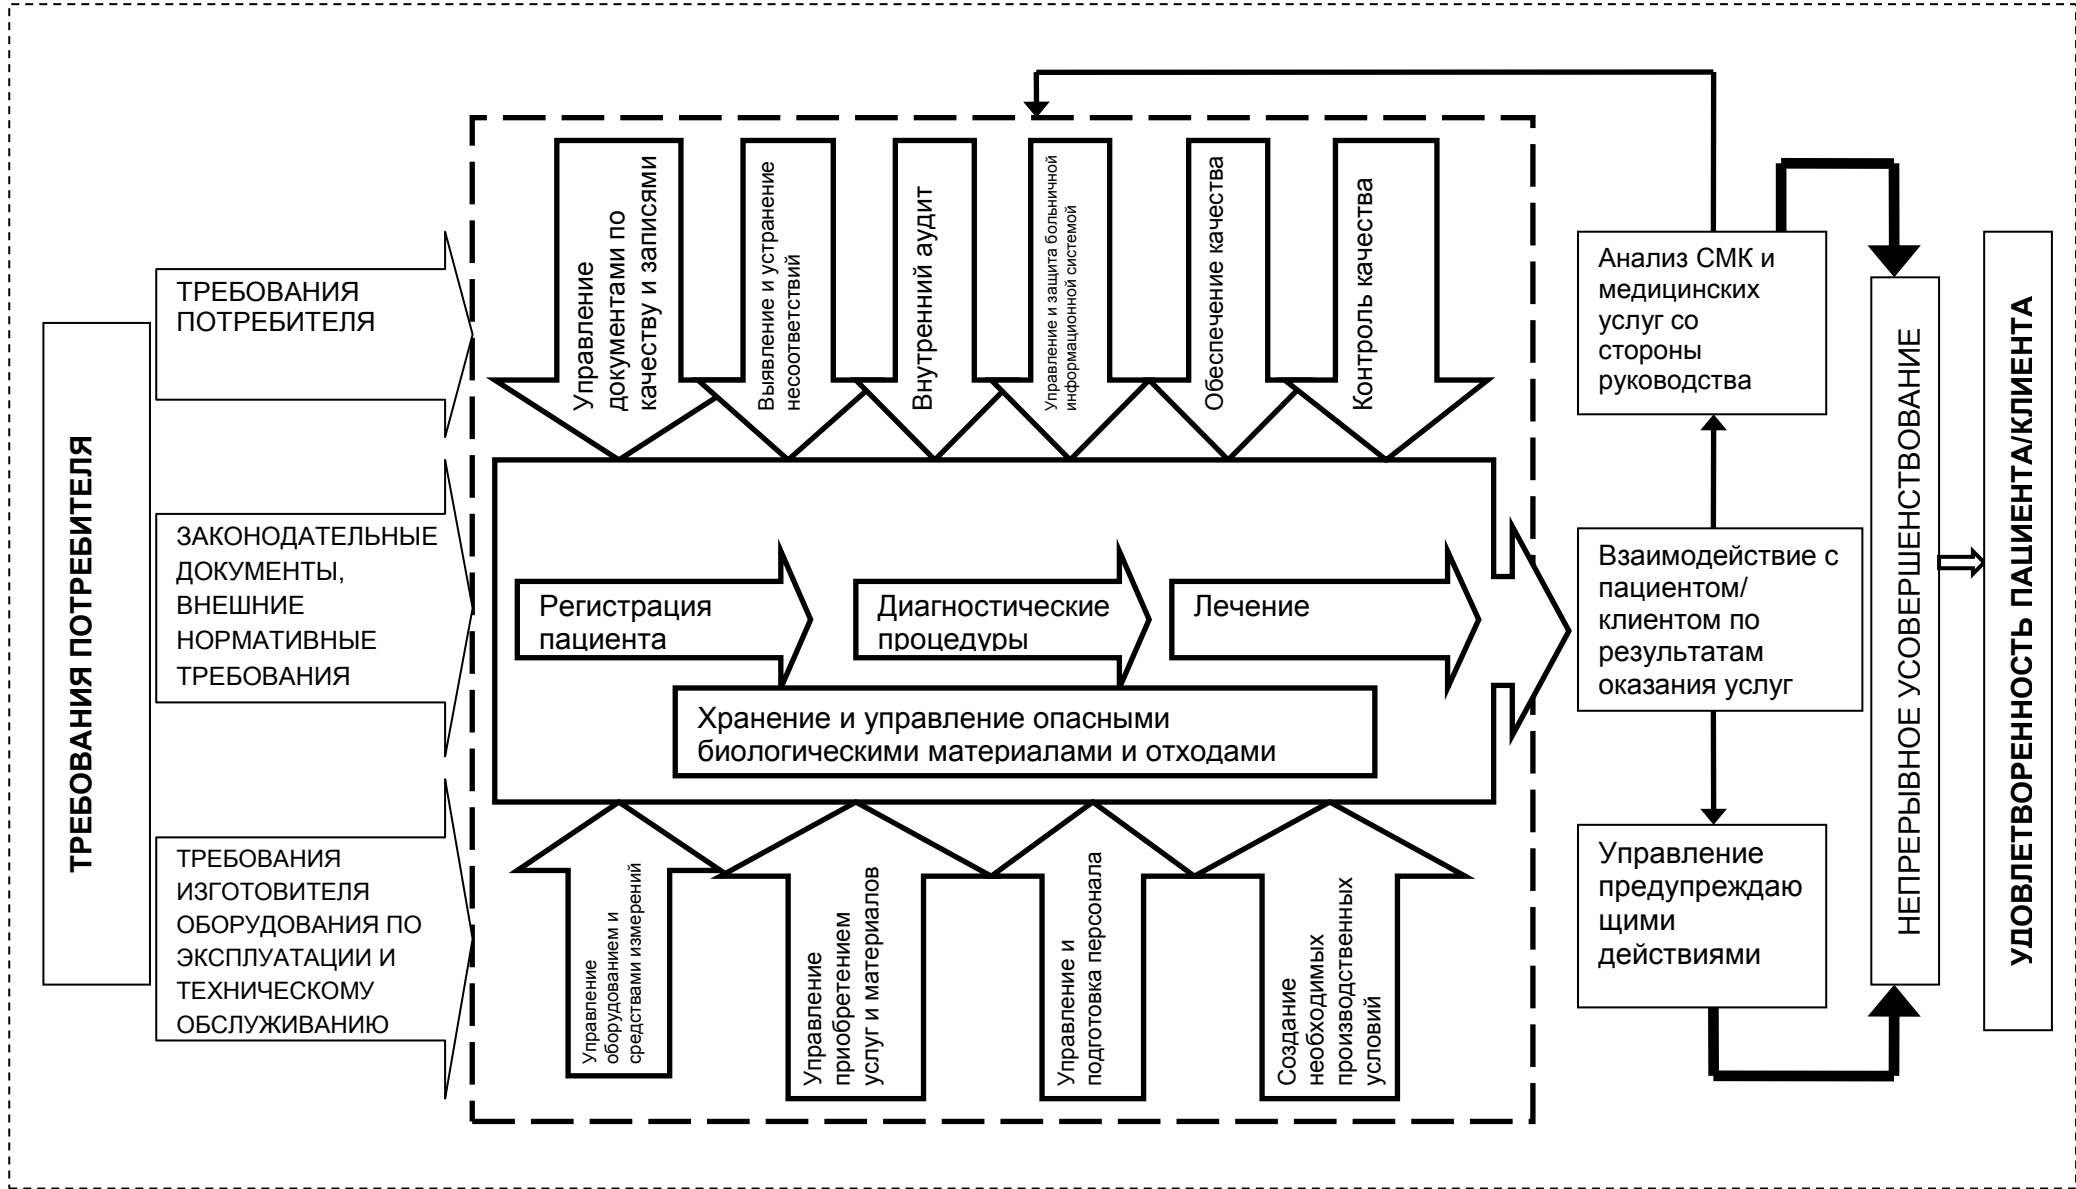 ТРЕБОВАНИЯ ПОТРЕБИТЕЛЯ
ТРЕБОВАНИЯ
ПОТРЕБИТЕЛЯ
ЗАКОНОДАТЕЛЬНЫЕ
ДОКУМЕНТЫ,
ВНЕШНИЕ
НОРМАТИВНЫЕ
ТРЕБОВАНИЯ
ТРЕБОВАНИЯ
ИЗГОТОВИТЕЛЯ
ОБОРУДОВАНИЯ ПО
ЭКСПЛУАТАЦИИ И
ТЕХНИЧЕСКОМУ
ОБСЛУЖИВАНИЮ
Управление
документами по
качеству и записями
Выявление и устранение
несоответствий
Внутренний аудит
Управление и защита больничной
информационной системой
Обеспечение качества
Контроль качества
Регистрация
пациента
Диагностические
процедуры
Лечение
Хранение и управление опасными
биологическими материалами и отходами
Управление
оборудованием и
средствами измерений
Управление
приобретением
услуг и материалов
Управление и
подготовка персонала
Создание
необходимых
производственных
условий
Анализ СМК и
медицинских
услуг со
стороны
руководства
Взаимодействие с
пациентом/
клиентом по
результатам
оказания услуг
Управление
предупреждаю
щими
действиями
НЕПРЕРЫВНОЕ УСОВЕРШЕНСТВОВАНИЕ
УДОВЛЕТВОРЕННОСТЬ ПАЦИЕНТА/КЛИЕНТА